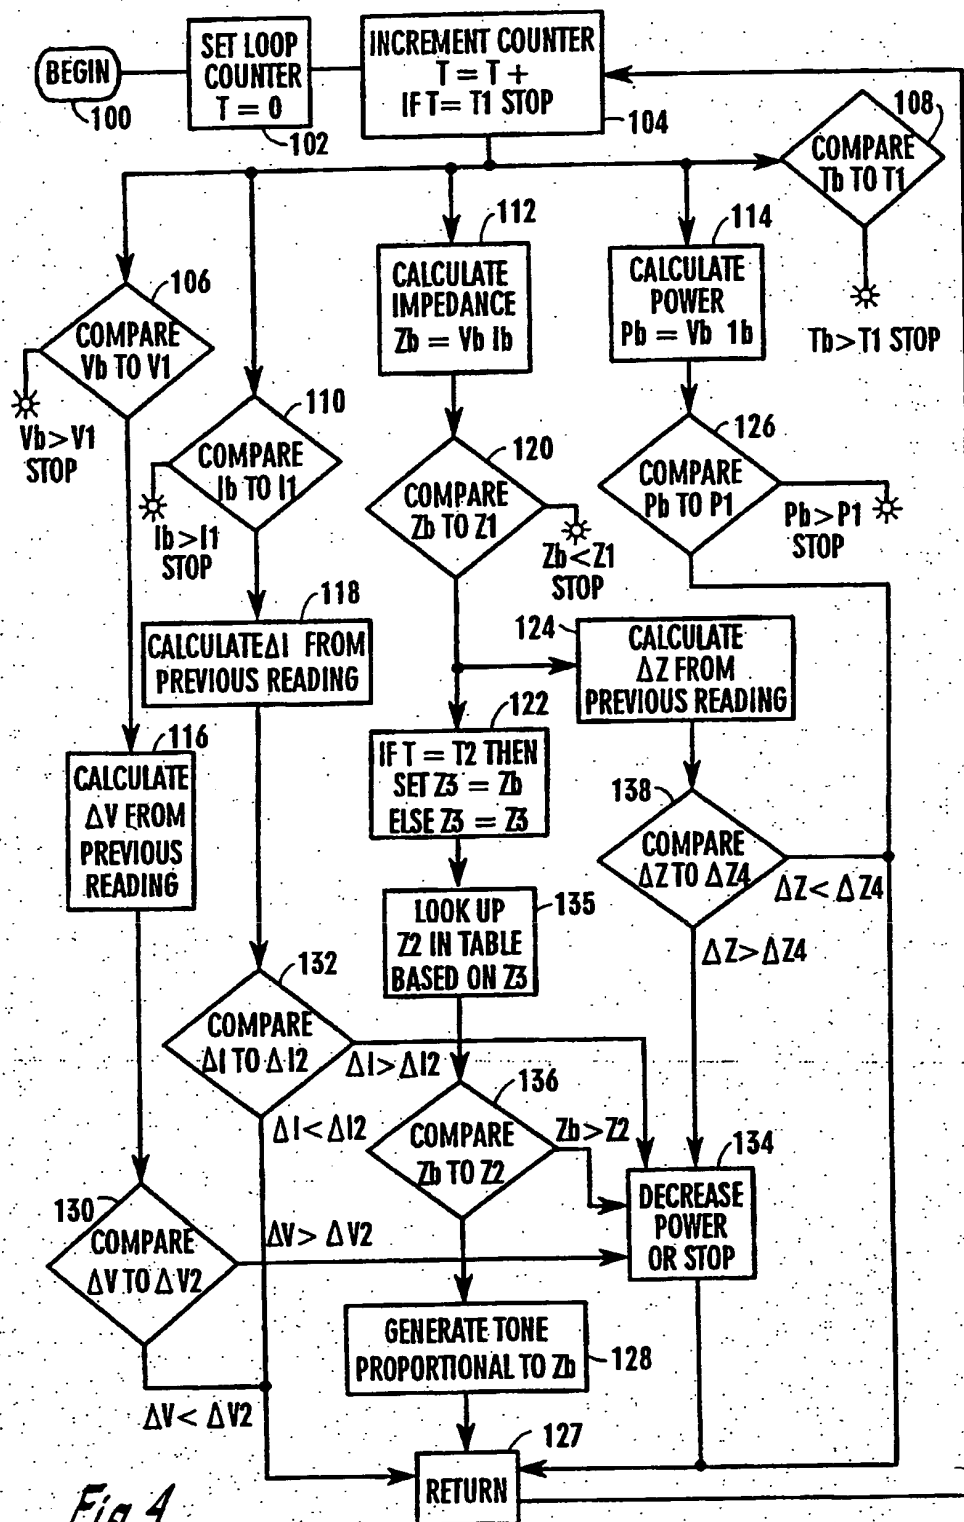 BEGIN
100
SET LOOP
COUNTER
T = 0
102
INCREMENT COUNTER
T = T +
IF T = T1 STOP
104
108
COMPARE
Tb TO T1
Tb > T1 STOP
106
COMPARE
Vb TO V1
Vb > V1
STOP
110
COMPARE
Ib TO I1
Ib > I1
STOP
112
CALCULATE
IMPEDANCE
Zb = Vb Ib
114
CALCULATE
POWER
Pb = Vb 1b
120
COMPARE
Zb TO Z1
Zb < Z1
STOP
126
COMPARE
Pb TO P1
Pb > P1
STOP
118
CALCULATE ΔI FROM
PREVIOUS READING
124
CALCULATE
ΔZ FROM
PREVIOUS READING
116
CALCULATE
ΔV FROM
PREVIOUS
READING
122
IF T = T2 THEN
SET Z3 = Zb
ELSE Z3 = Z3
138
COMPARE
ΔZ TO ΔZ4
ΔZ < ΔZ4
ΔZ > ΔZ4
135
LOOK UP
Z2 IN TABLE
BASED ON Z3
132
COMPARE
ΔI TO ΔI2
ΔI > ΔI2
ΔI < ΔI2
136
COMPARE
Zb TO Z2
Zb > Z2
134
DECREASE
POWER
OR STOP
130
COMPARE
ΔV TO ΔV2
ΔV > ΔV2
ΔV < ΔV2
GENERATE TONE
PROPORTIONAL TO Zb
128
127
RETURN
Fig 4